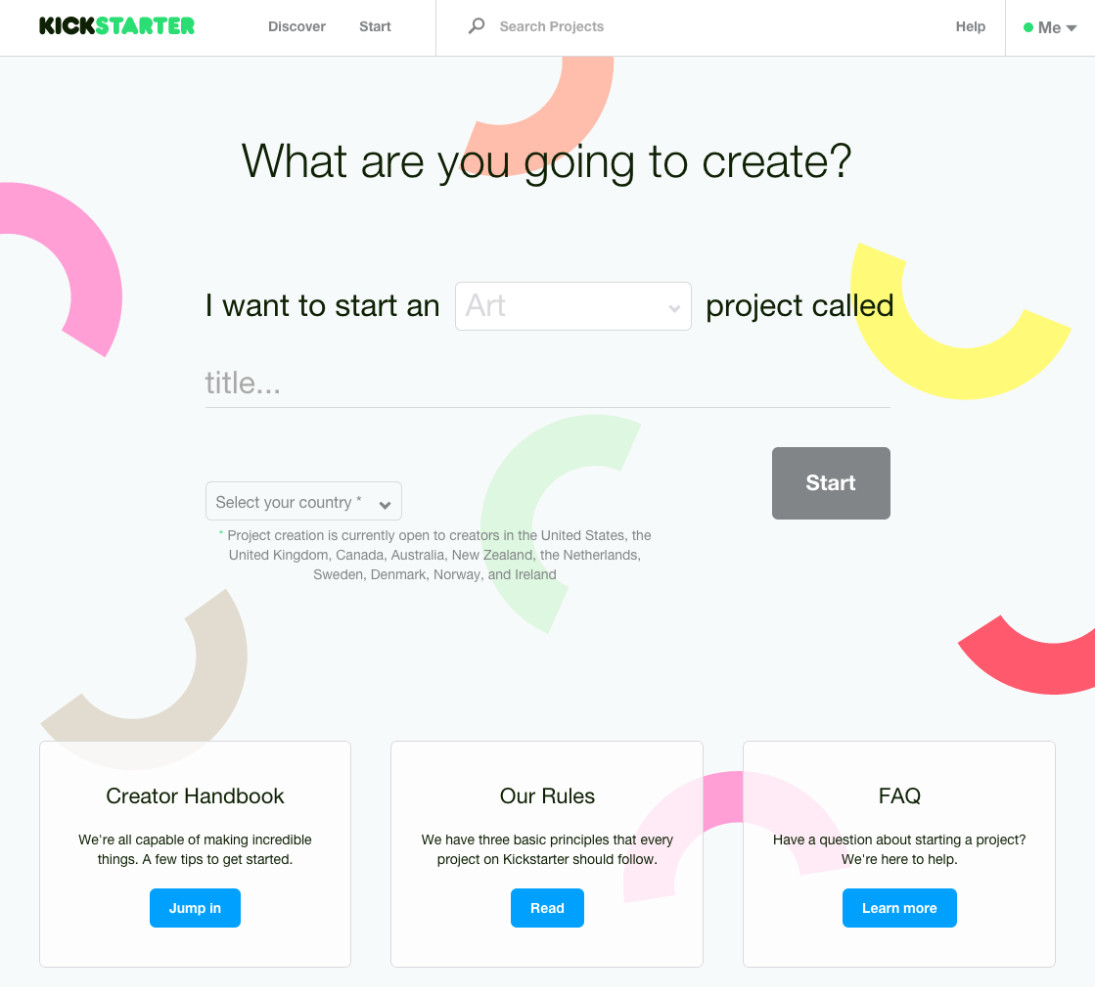 KICKSTARTER Discover Start Search Projects Help Me
What are you going to create?
I want to start an Art project called
title...
Start
Select your country *
* Project creation is currently open to creators in the United States, the
United Kingdom, Canada, Australia, New Zealand, the Netherlands,
Sweden, Denmark, Norway, and Ireland
Creator Handbook
We're all capable of making incredible
things. A few tips to get started.
Jump in
Our Rules
We have three basic principles that every
project on Kickstarter should follow.
Read
FAQ
Have a question about starting a project?
We're here to help.
Learn more